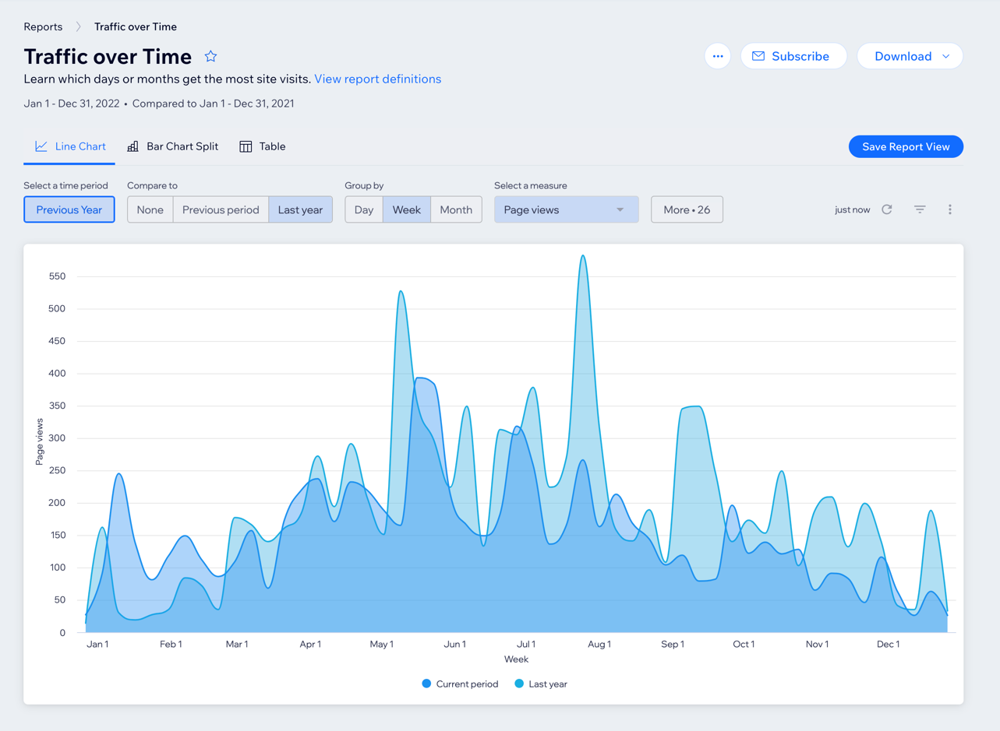 Reports > Traffic over Time
Traffic over Time
Learn which days or months get the most site visits. View report definitions
Jan 1 - Dec 31, 2022 • Compared to Jan 1 - Dec 31, 2021
... Subscribe Download
Line Chart Bar Chart Split Table
Save Report View
Select a time period Compare to Group by Select a measure
Previous Year None Previous period Last year Day Week Month Page views More • 26 just now
550
500
450
400
350
300
250
200
150
100
50
0
Page views
Jan 1 Feb 1 Mar 1 Apr 1 May 1 Jun 1 Jul 1 Aug 1 Sep 1 Oct 1 Nov 1 Dec 1
Week
Current period Last year